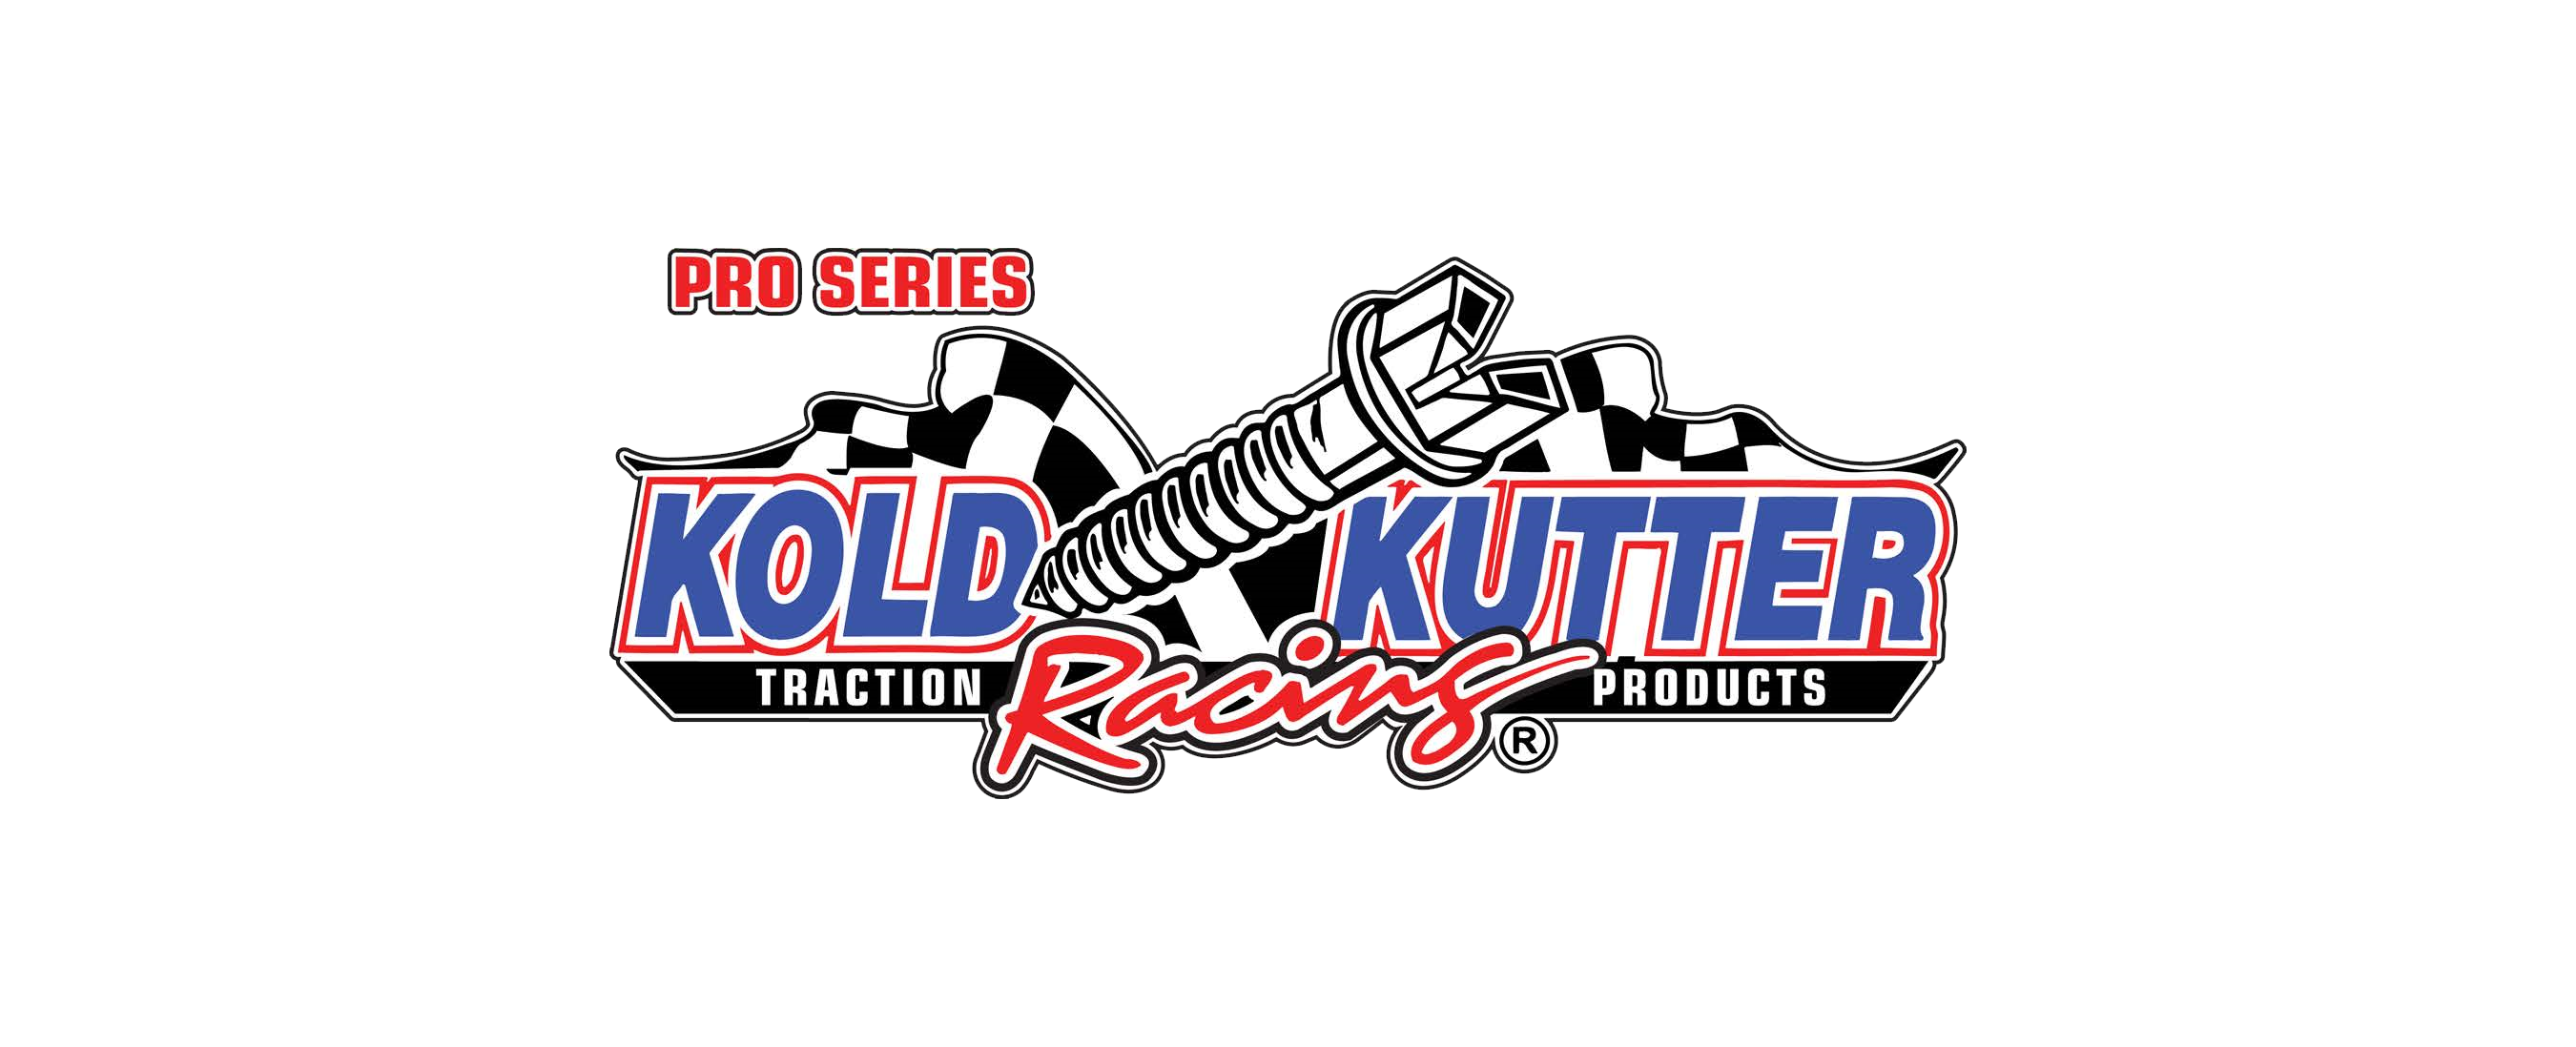 PRO SERIES
KOLD KUTTER
TRACTION Racing PRODUCTS
®